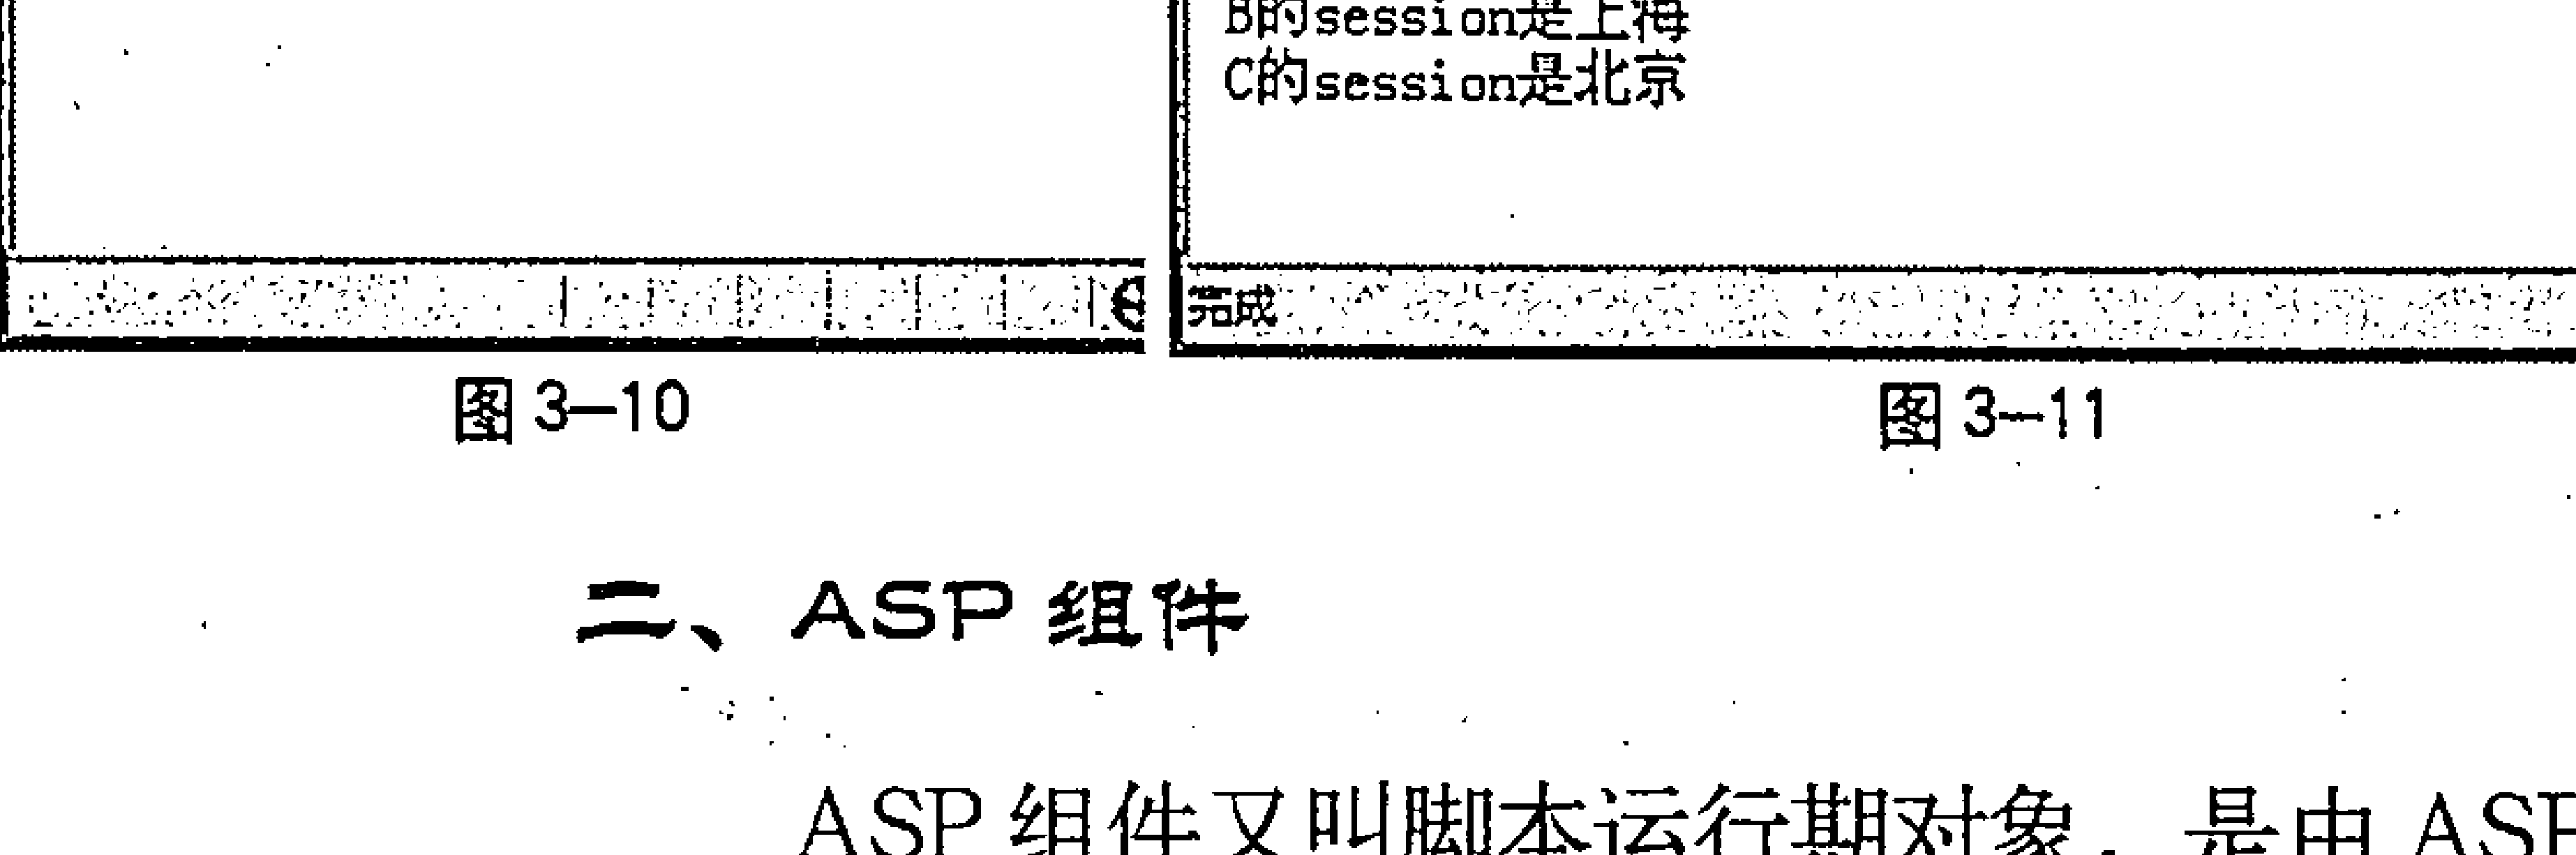 B的session是上海
C的session是北京
完成
图 3-10
图 3-11
二、ASP 组件
ASP 组件又叫脚本运行期对象，是由 ASP